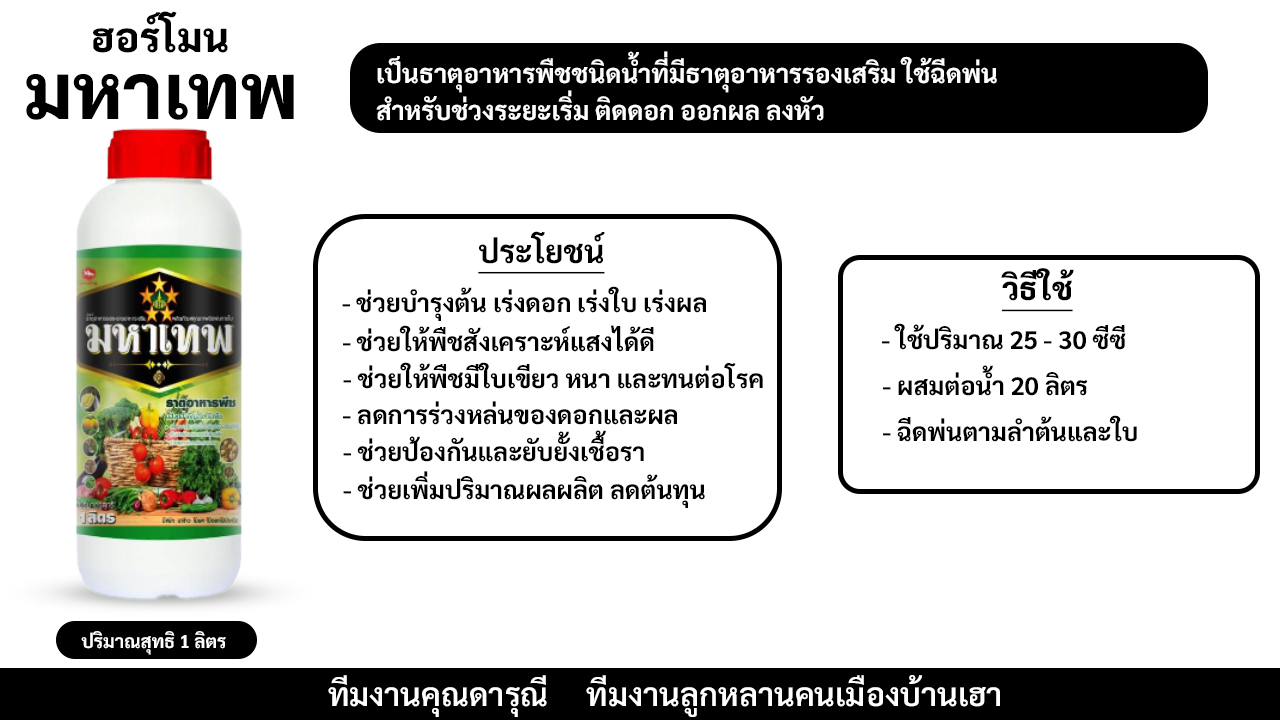 ฮอร์โมน
มหาเทพ
เป็นธาตุอาหารพืชชนิดน้ำที่มีธาตุอาหารรองเสริม ใช้ฉีดพ่น
สำหรับช่วงระยะเริ่ม ติดดอก ออกผล ลงหัว
มหาเทพ
ธาตุอาหารพืช
1 ลิตร
ปริมาณสุทธิ 1 ลิตร
ประโยชน์
- ช่วยบำรุงต้น เร่งดอก เร่งใบ เร่งผล
- ช่วยให้พืชสังเคราะห์แสงได้ดี
- ช่วยให้พืชมีใบเขียว หนา และทนต่อโรค
- ลดการร่วงหล่นของดอกและผล
- ช่วยป้องกันและยับยั้งเชื้อรา
- ช่วยเพิ่มปริมาณผลผลิต ลดต้นทุน
วิธีใช้
- ใช้ปริมาณ 25 - 30 ซีซี
- ผสมต่อน้ำ 20 ลิตร
- ฉีดพ่นตามลำต้นและใบ
ทีมงานคุณดารุณี ทีมงานลูกหลานคนเมืองบ้านเฮา